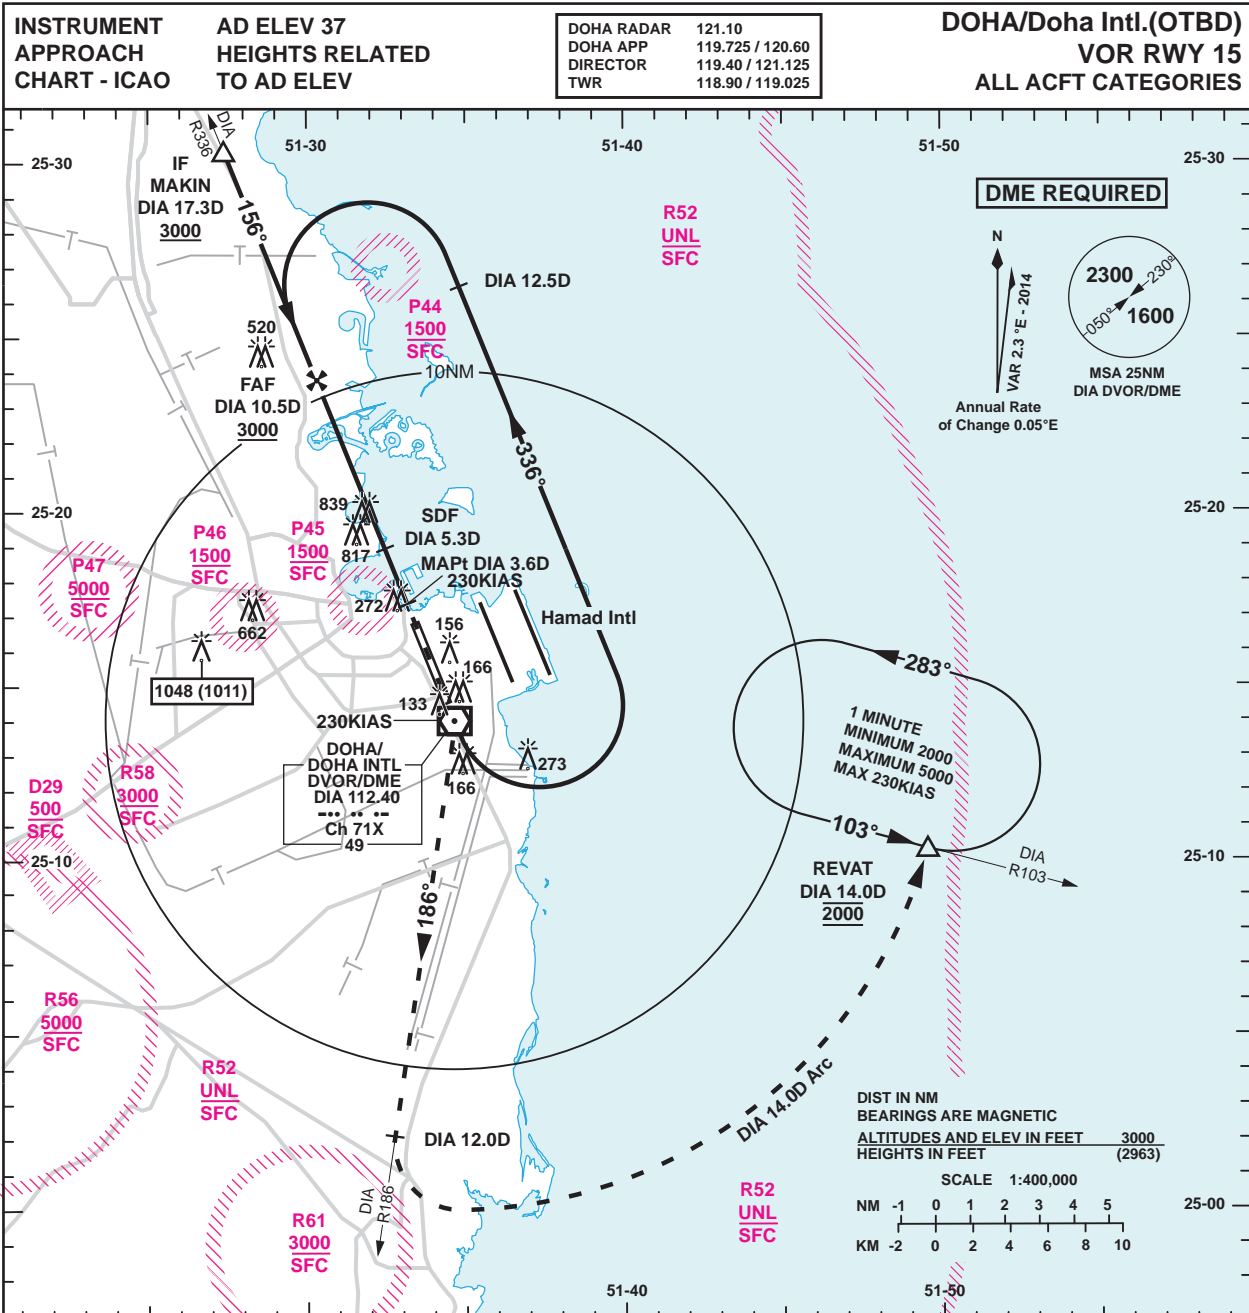 INSTRUMENT
APPROACH
CHART - ICAO
AD ELEV 37
HEIGHTS RELATED
TO AD ELEV
DOHA RADAR 121.10
DOHA APP 119.725 / 120.60
DIRECTOR 119.40 / 121.125
TWR 118.90 / 119.025
DOHA/Doha Intl.(OTBD)
VOR RWY 15
ALL ACFT CATEGORIES
DIA
R336
51-30
51-40
51-50
25-30
25-30
IF
MAKIN
DIA 17.3D
3000
156°
DME REQUIRED
R52
UNL
SFC
N
VAR 2.3 °E - 2014
Annual Rate
of Change 0.05°E
2300
230°
050°
1600
MSA 25NM
DIA DVOR/DME
DIA 12.5D
P44
1500
SFC
10NM
520
FAF
DIA 10.5D
3000
336°
25-20
25-20
839
817
SDF
DIA 5.3D
MAPt DIA 3.6D
230KIAS
P47
5000
SFC
P46
1500
SFC
P45
1500
SFC
272
662
156
Hamad Intl
1048 (1011)
166
133
230KIAS
283°
1 MINUTE
MINIMUM 2000
MAXIMUM 5000
MAX 230KIAS
DOHA/
DOHA INTL
DVOR/DME
DIA 112.40
Ch 71X
49
166
273
D29
500
SFC
R58
3000
SFC
103°
25-10
25-10
REVAT
DIA 14.0D
2000
DIA
R103
186°
R56
5000
SFC
R52
UNL
SFC
DIA 12.0D
DIA 14.0D Arc
DIA
R186
R61
3000
SFC
R52
UNL
SFC
DIST IN NM
BEARINGS ARE MAGNETIC
ALTITUDES AND ELEV IN FEET 3000
HEIGHTS IN FEET (2963)
SCALE 1:400,000
NM -1 0 1 2 3 4 5
KM -2 0 2 4 6 8 10
25-00
25-00
51-40
51-50